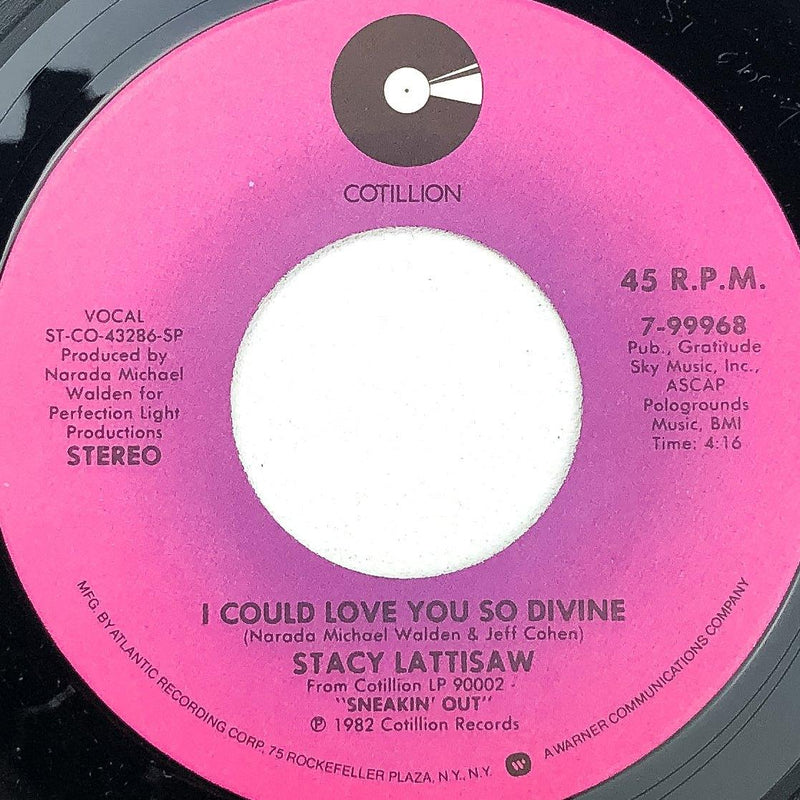 COTILLION
45 R.P.M.
VOCAL
ST-CO-43286-SP
Produced by
Narada Michael
Walden for
Perfection Light
Productions
STEREO
7-99968
Pub., Gratitude
Sky Music, Inc.,
ASCAP
Pologrounds
Music, BMI
Time: 4:16
I COULD LOVE YOU SO DIVINE
(Narada Michael Walden & Jeff Cohen)
STACY LATTISAW
From Cotillion LP 90002 -
"SNEAKIN' OUT"
℗ 1982 Cotillion Records
MFG. BY ATLANTIC RECORDING CORP., 75 ROCKEFELLER PLAZA, N.Y., N.Y. W A WARNER COMMUNICATIONS COMPANY